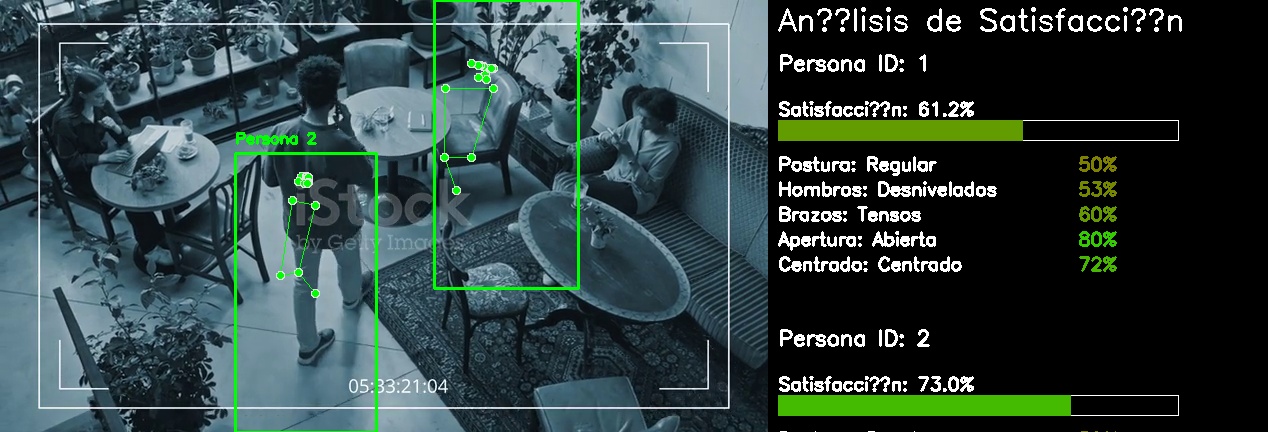 Persona 2
iStock
by Getty Images
05:33:21:04
An??lisis de Satisfacci??n
Persona ID: 1
Satisfacci??n: 61.2%
Postura: Regular 50%
Hombros: Desnivelados 53%
Brazos: Tensos 60%
Apertura: Abierta 80%
Centrado: Centrado 72%
Persona ID: 2
Satisfacci??n: 73.0%